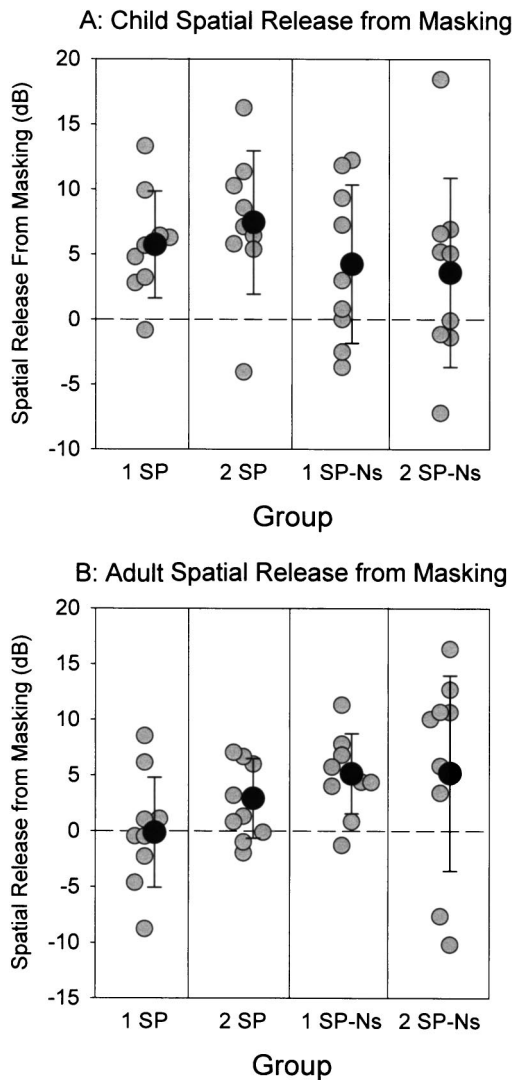 A: Child Spatial Release from Masking
Spatial Release From Masking (dB)
20
15
10
5
0
-5
-10
1 SP 2 SP 1 SP-Ns 2 SP-Ns
Group
B: Adult Spatial Release from Masking
Spatial Release from Masking (dB)
20
15
10
5
0
-5
-10
-15
1 SP 2 SP 1 SP-Ns 2 SP-Ns
Group